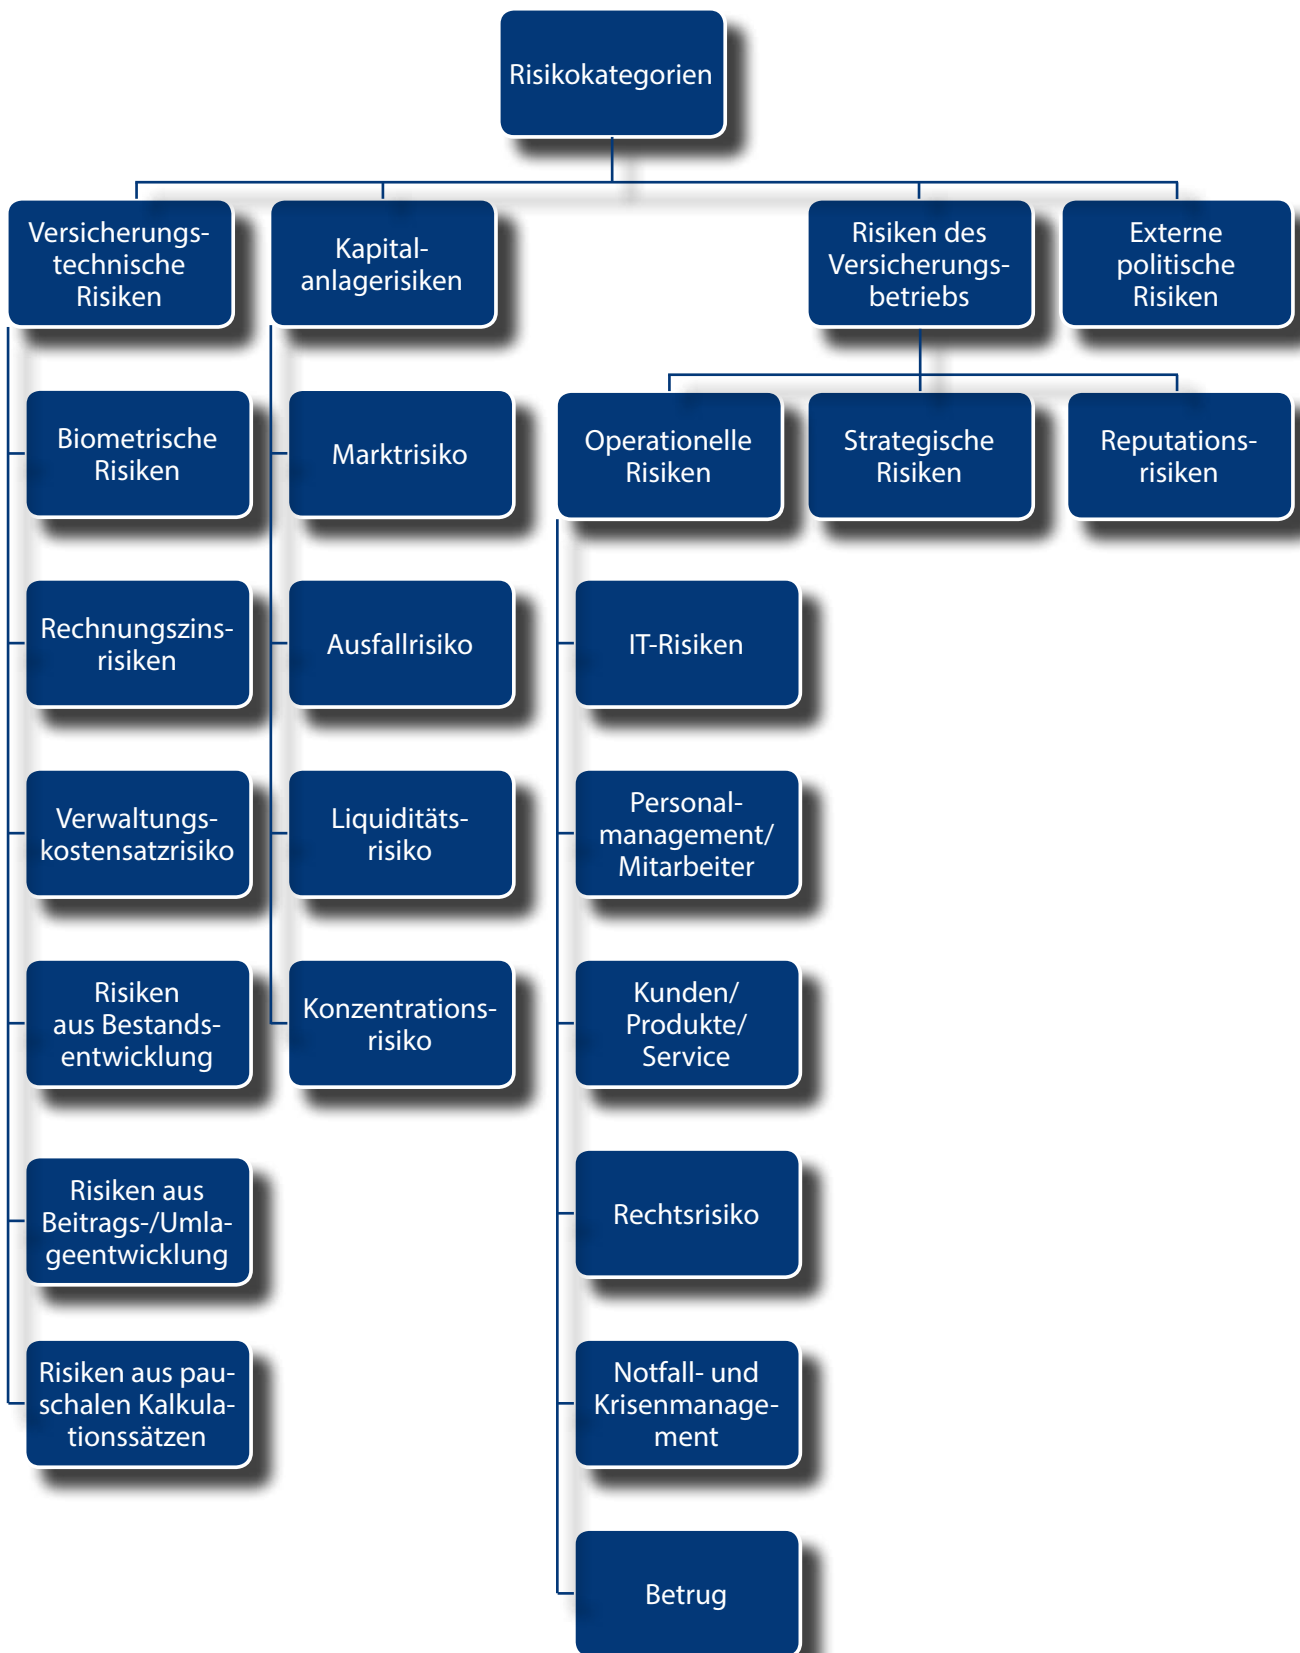 Risikokategorien
Versicherungs-
technische
Risiken
Kapital-
anlagerisiken
Risiken des
Versicherungs-
betriebs
Externe
politische
Risiken
Biometrische
Risiken
Marktrisiko
Operationelle
Risiken
Strategische
Risiken
Reputations-
risiken
Rechnungszins-
risiken
Ausfallrisiko
IT-Risiken
Verwaltungs-
kostensatzrisiko
Liquiditäts-
risiko
Personal-
management/
Mitarbeiter
Risiken
aus Bestands-
entwicklung
Konzentrations-
risiko
Kunden/
Produkte/
Service
Risiken aus
Beitrags-/Umla-
geentwicklung
Rechtsrisiko
Risiken aus pau-
schalen Kalkula-
tionssätzen
Notfall- und
Krisenmanage-
ment
Betrug